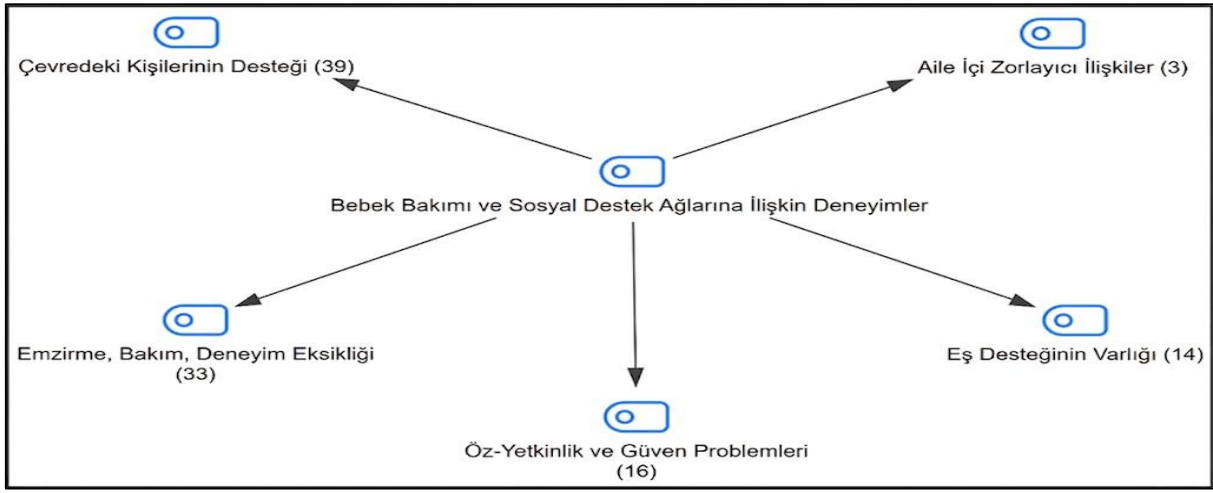 Çevredeki Kişilerinin Desteği (39)
Aile İçi Zorlayıcı İlişkiler (3)
Bebek Bakımı ve Sosyal Destek Ağlarına İlişkin Deneyimler
Emzirme, Bakım, Deneyim Eksikliği
(33)
Eş Desteğinin Varlığı (14)
Öz-Yetkinlik ve Güven Problemleri
(16)